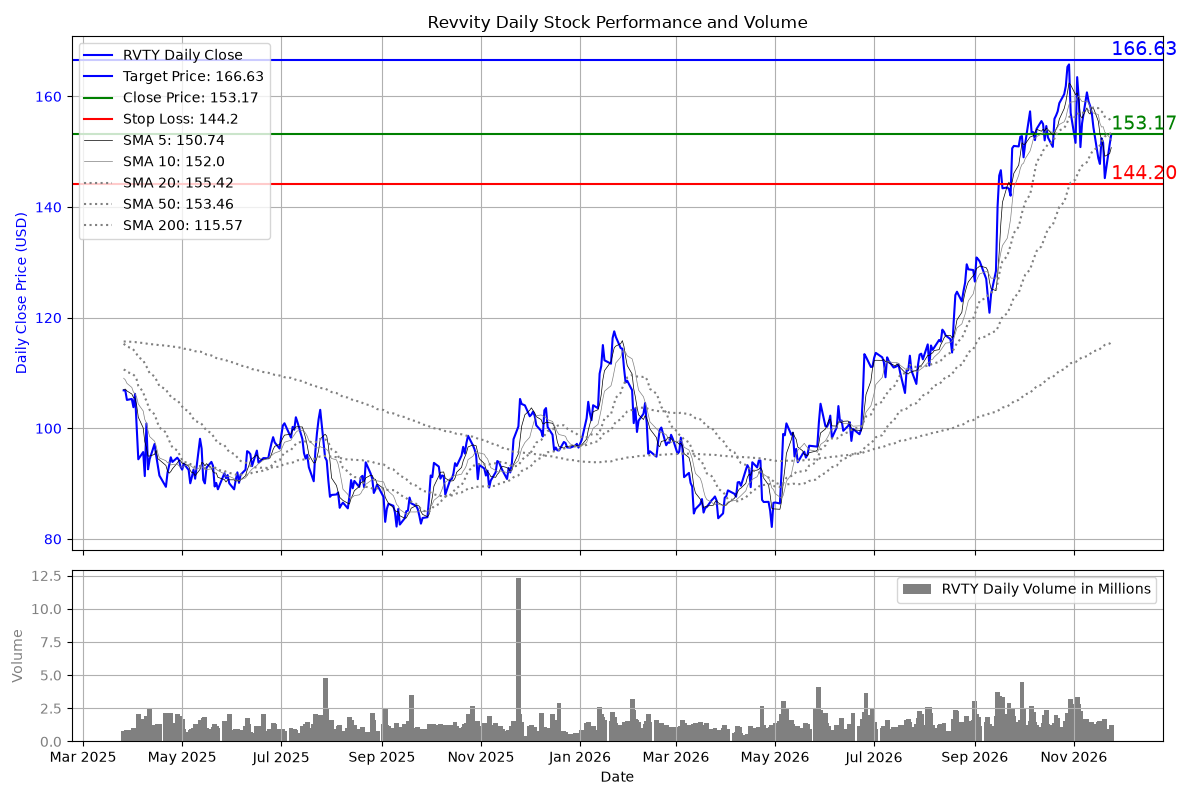 Revvity Daily Stock Performance and Volume
RVTY Daily Close
Target Price: 166.63
Close Price: 153.17
Stop Loss: 144.2
SMA 5: 150.74
SMA 10: 152.0
SMA 20: 155.42
SMA 50: 153.46
SMA 200: 115.57
166.63
153.17
144.20
Daily Close Price (USD)
160
140
120
100
80
RVTY Daily Volume in Millions
Volume
12.5
10.0
7.5
5.0
2.5
0.0
Mar 2025 May 2025 Jul 2025 Sep 2025 Nov 2025 Jan 2026 Mar 2026 May 2026 Jul 2026 Sep 2026 Nov 2026
Date